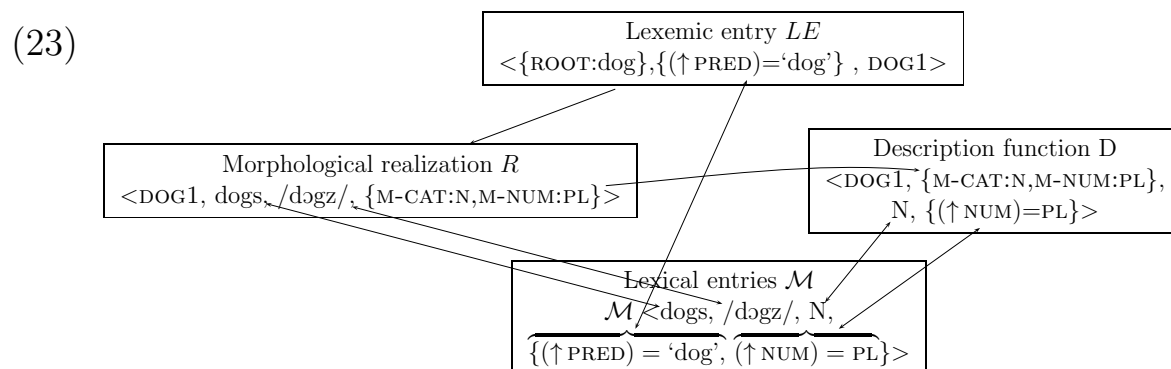 (23)
Lexemic entry LE
<{ROOT:dog},{(↑PRED)=‘dog’} , DOG1>
Morphological realization R
<DOG1, dogs, /dɔgz/, {M-CAT:N,M-NUM:PL}>
Description function D
<DOG1, {M-CAT:N,M-NUM:PL},
N, {(↑NUM)=PL}>
Lexical entries ℳ
ℳ <dogs, /dɔgz/, N,
{(↑PRED) = ‘dog’, (↑NUM) = PL}>